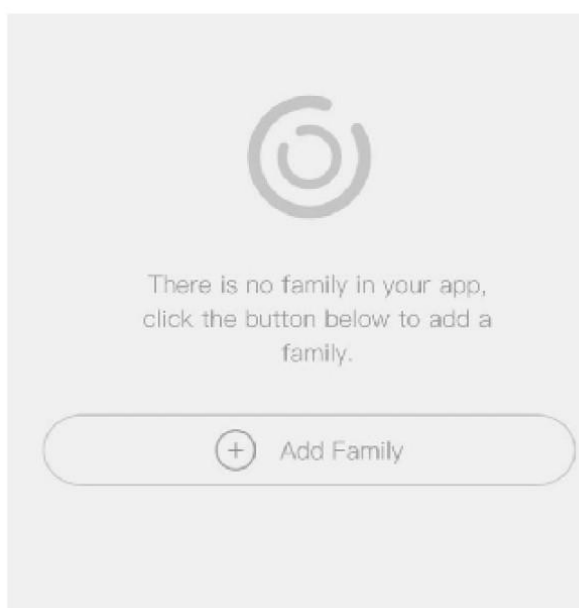 There is no family in your app,
click the button below to add a
family.
Add Family